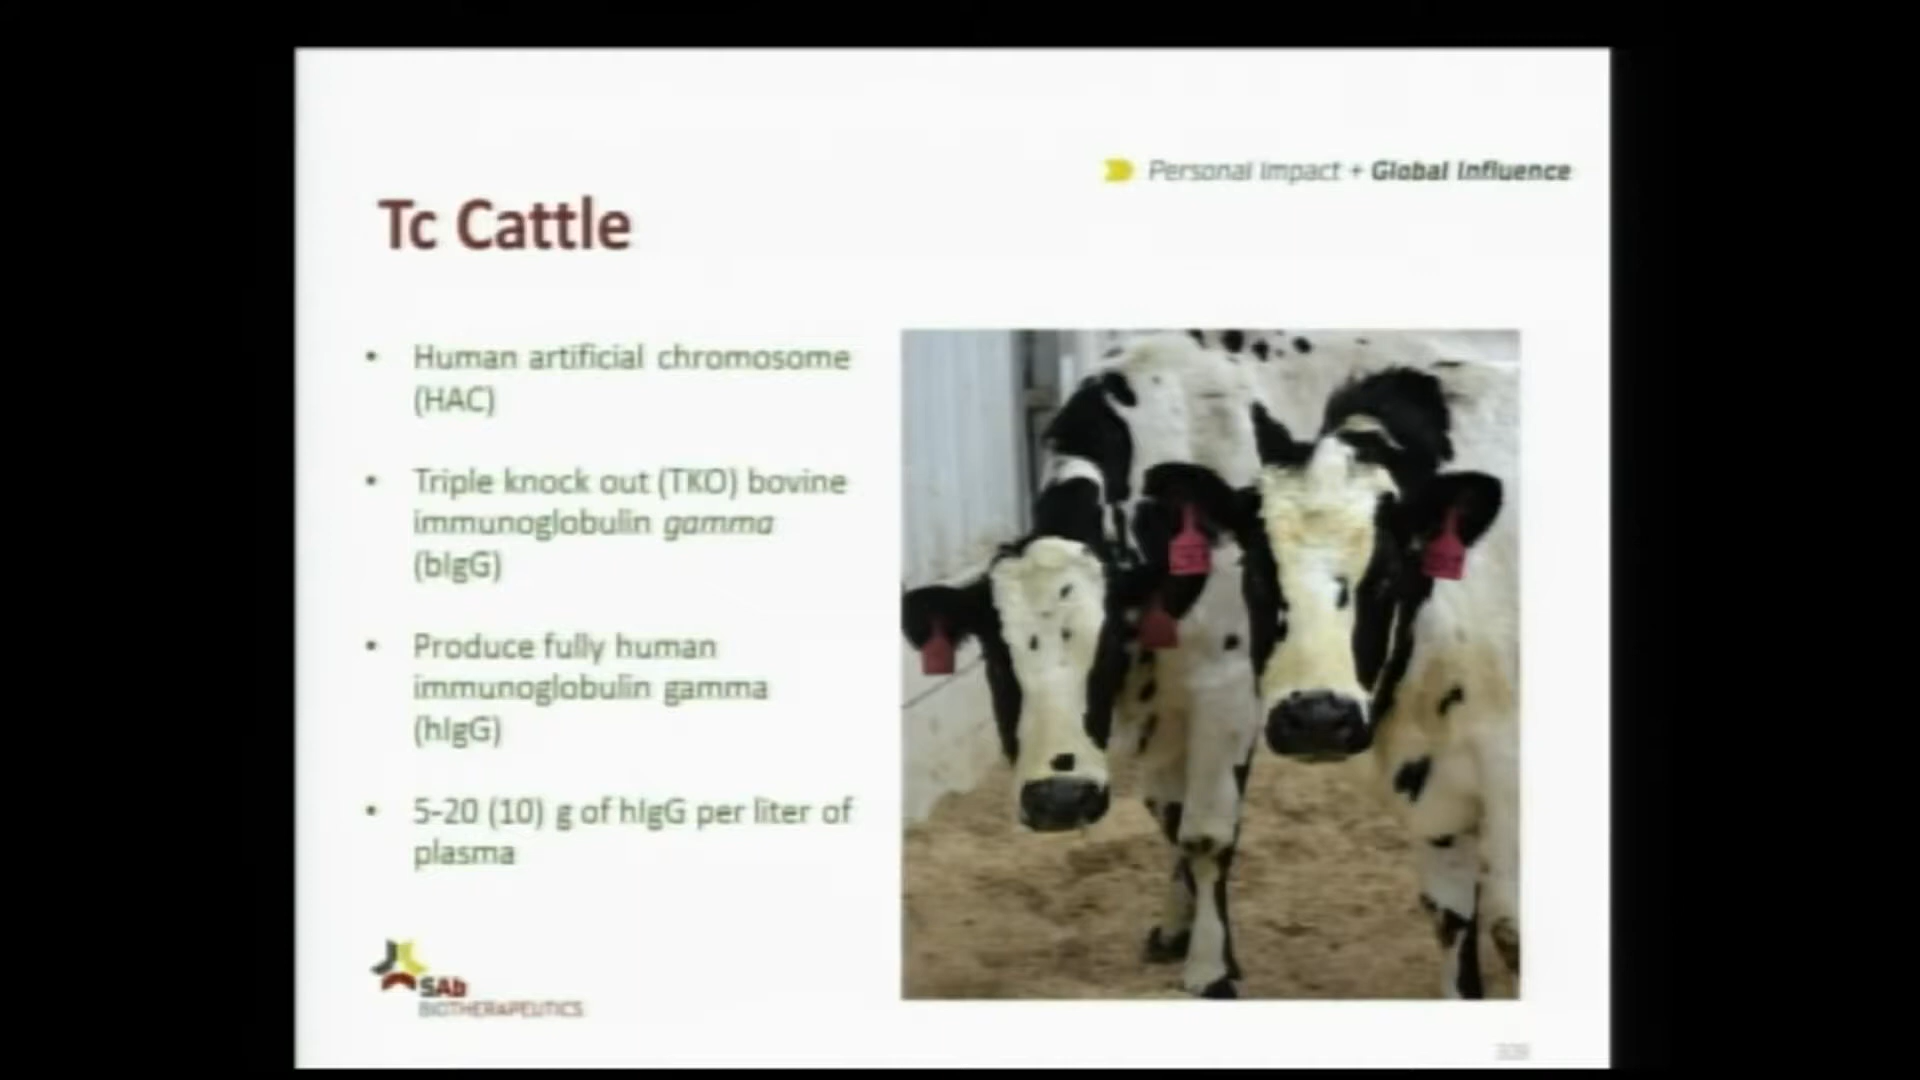 Personal Impact + Global Influence
Tc Cattle
• Human artificial chromosome
(HAC)
• Triple knock out (TKO) bovine
immunoglobulin gamma
(bIgG)
• Produce fully human
immunoglobulin gamma
(hIgG)
• 5-20 (10) g of hIgG per liter of
plasma
SAb
BIOTHERAPEUTICS